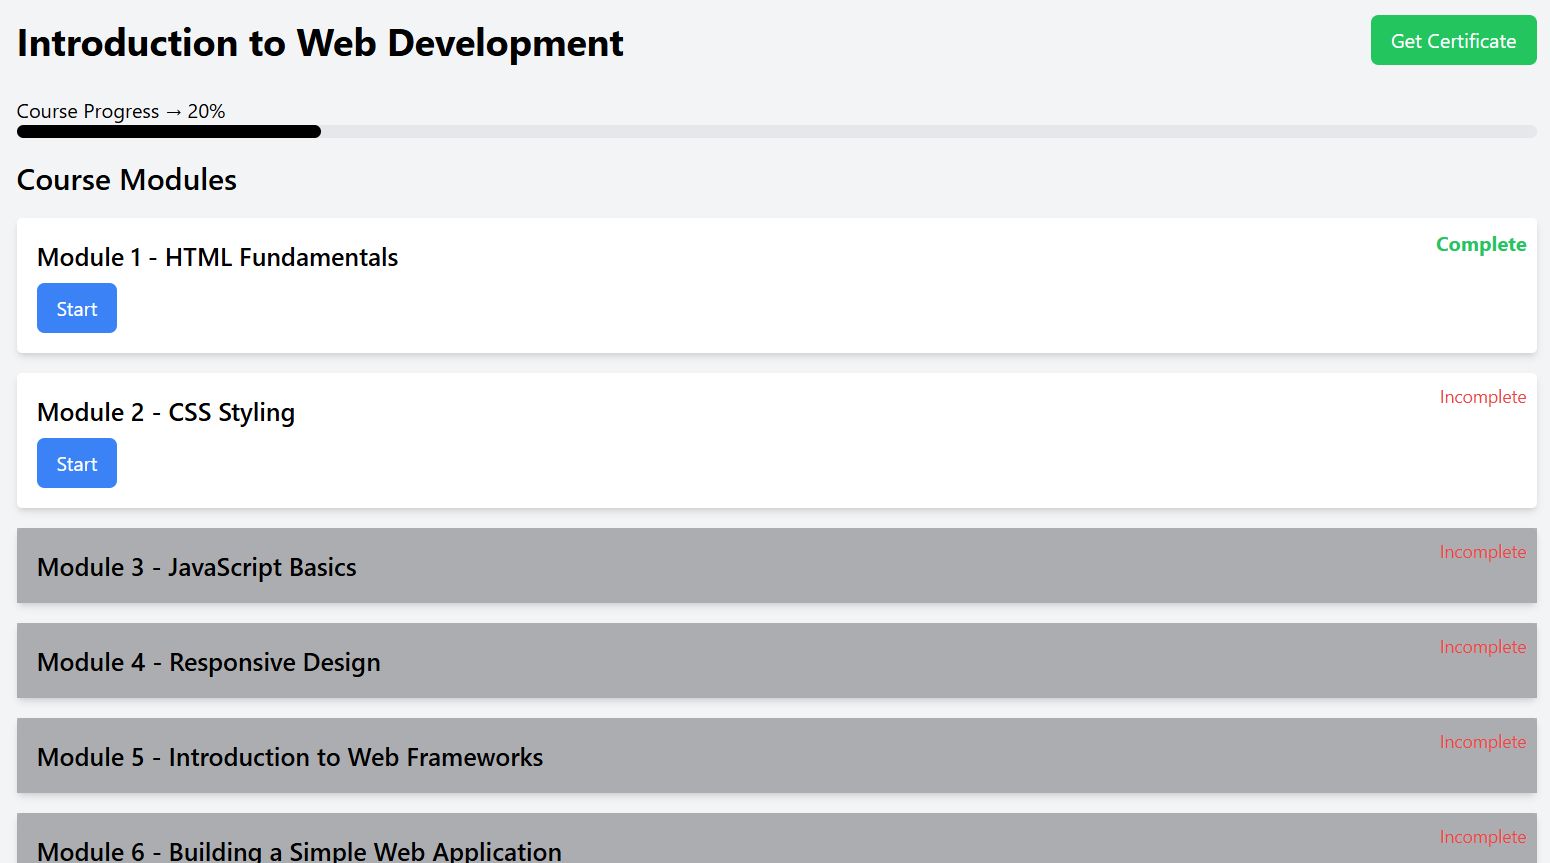 Introduction to Web Development
Get Certificate
Course Progress → 20%
Course Modules
Module 1 - HTML Fundamentals
Complete
Start
Module 2 - CSS Styling
Incomplete
Start
Module 3 - JavaScript Basics
Incomplete
Module 4 - Responsive Design
Incomplete
Module 5 - Introduction to Web Frameworks
Incomplete
Module 6 - Building a Simple Web Application
Incomplete